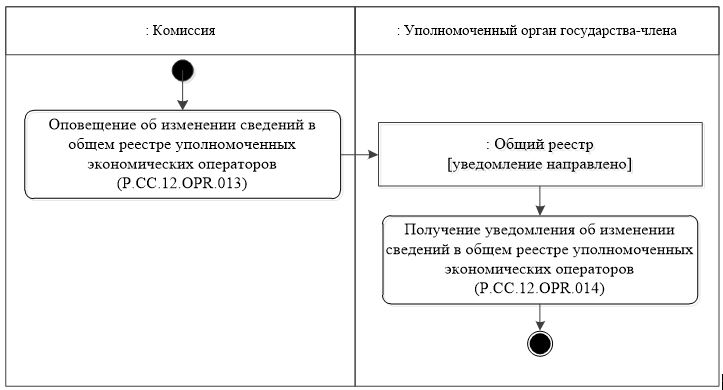 : Комиссия
: Уполномоченный орган государства-члена
Оповещение об изменении сведений в
общем реестре уполномоченных
экономических операторов
(P.CC.12.OPR.013)
: Общий реестр
[уведомление направлено]
Получение уведомления об изменении
сведений в общем реестре уполномоченных
экономических операторов
(P.CC.12.OPR.014)